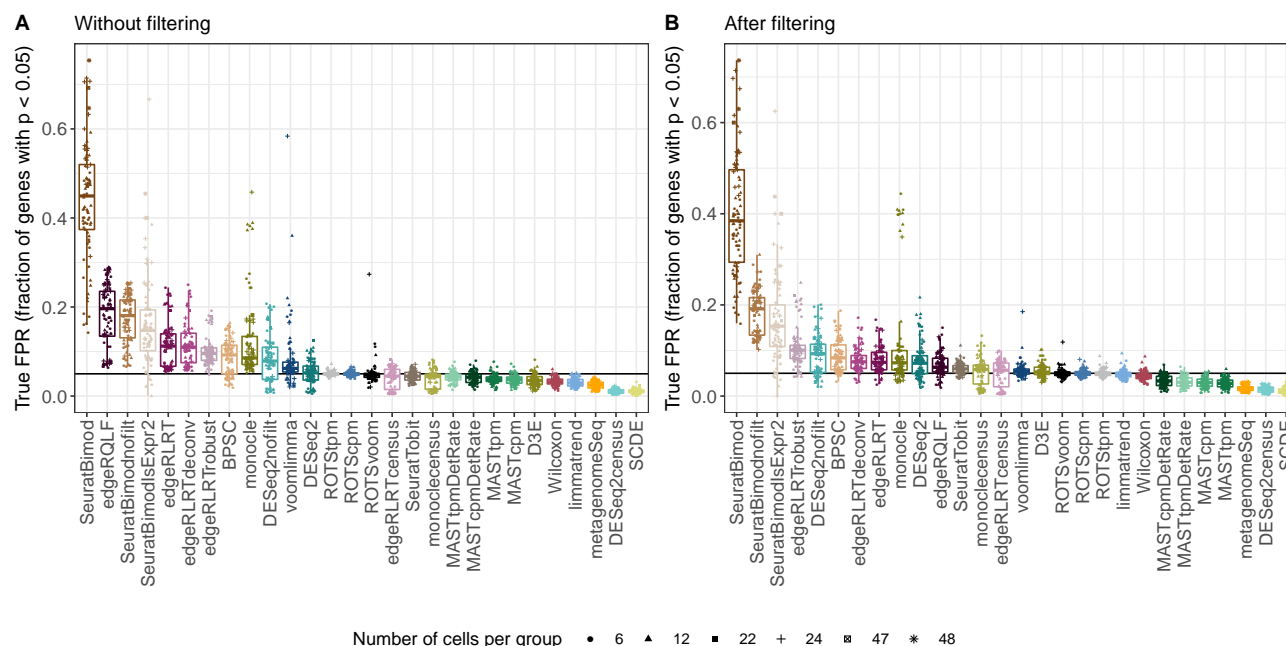 A Without filtering
True FPR (fraction of genes with p < 0.05)
0.6
0.4
0.2
0.0
SeuratBimod
edgeRQLF
SeuratBimodnofilt
SeuratBimodIsExpr2
edgeRLRT
edgeRLRTdeconv
edgeRLRTrobust
BPSC
monocle
DESeq2nofilt
voomlimma
DESeq2
ROTStpm
ROTScpm
ROTSvoom
edgeRLRTcensus
SeuratTobit
monoclecensus
MASTtpmDetRate
MASTcpmDetRate
MASTtpm
MASTcpm
D3E
Wilcoxon
limmatrend
metagenomeSeq
DESeq2census
SCDE
B After filtering
True FPR (fraction of genes with p < 0.05)
0.6
0.4
0.2
0.0
SeuratBimod
SeuratBimodnofilt
SeuratBimodIsExpr2
edgeRLRTrobust
DESeq2nofilt
BPSC
edgeRLRTdeconv
edgeRLRT
monocle
DESeq2
edgeRQLF
SeuratTobit
monoclecensus
edgeRLRTcensus
voomlimma
D3E
ROTSvoom
ROTScpm
ROTStpm
limmatrend
Wilcoxon
MASTcpmDetRate
MASTtpmDetRate
MASTcpm
MASTtpm
metagenomeSeq
DESeq2census
SCDE
Number of cells per group 6 12 22 24 47 48